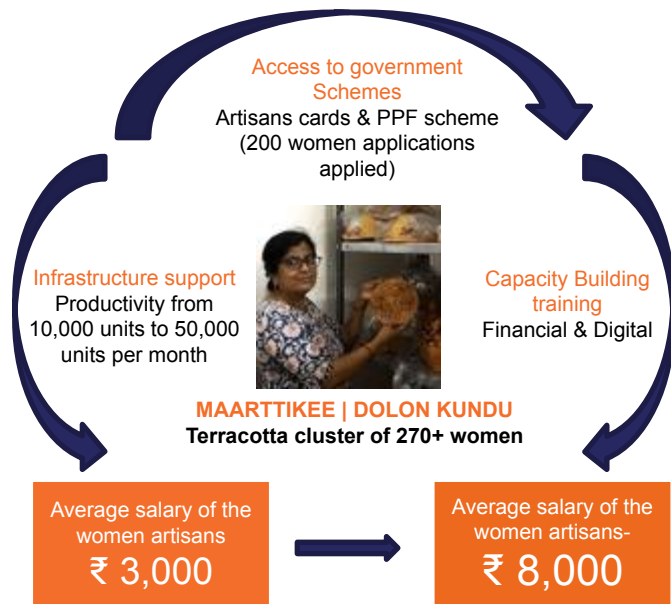 Access to government
Schemes
Artisans cards & PPF scheme
(200 women applications
applied)
Infrastructure support
Productivity from
10,000 units to 50,000
units per month
Capacity Building
training
Financial & Digital
MAARTTIKEE | DOLON KUNDU
Terracotta cluster of 270+ women
Average salary of the
women artisans
₹ 3,000
Average salary of the
women artisans-
₹ 8,000